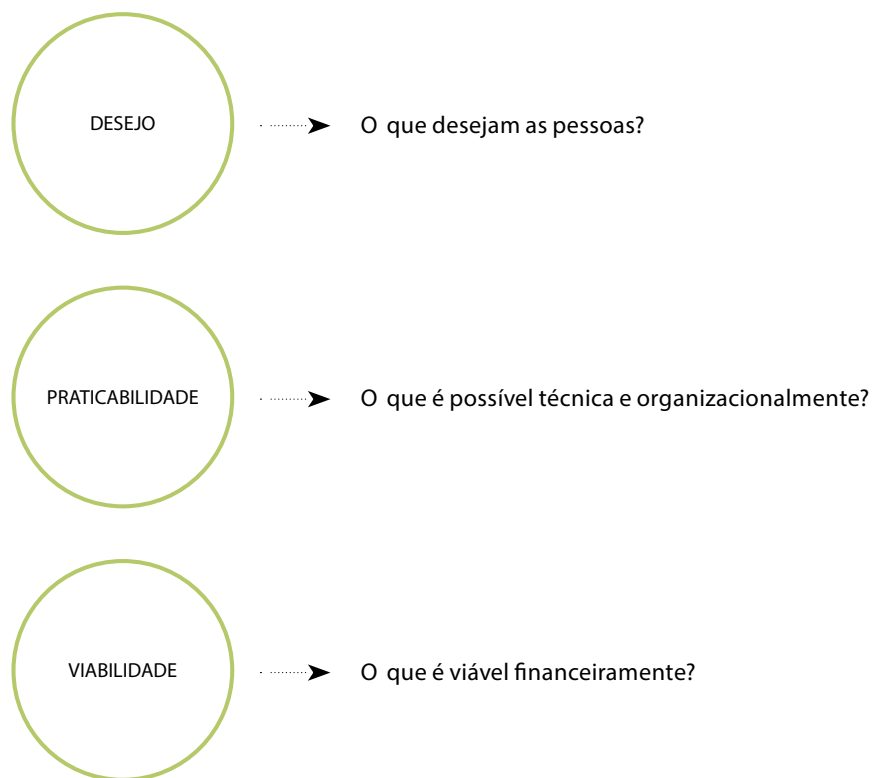 DESEJO
O que desejam as pessoas?
PRATICABILIDADE
O que é possível técnica e organizacionalmente?
VIABILIDADE
O que é viável financeiramente?